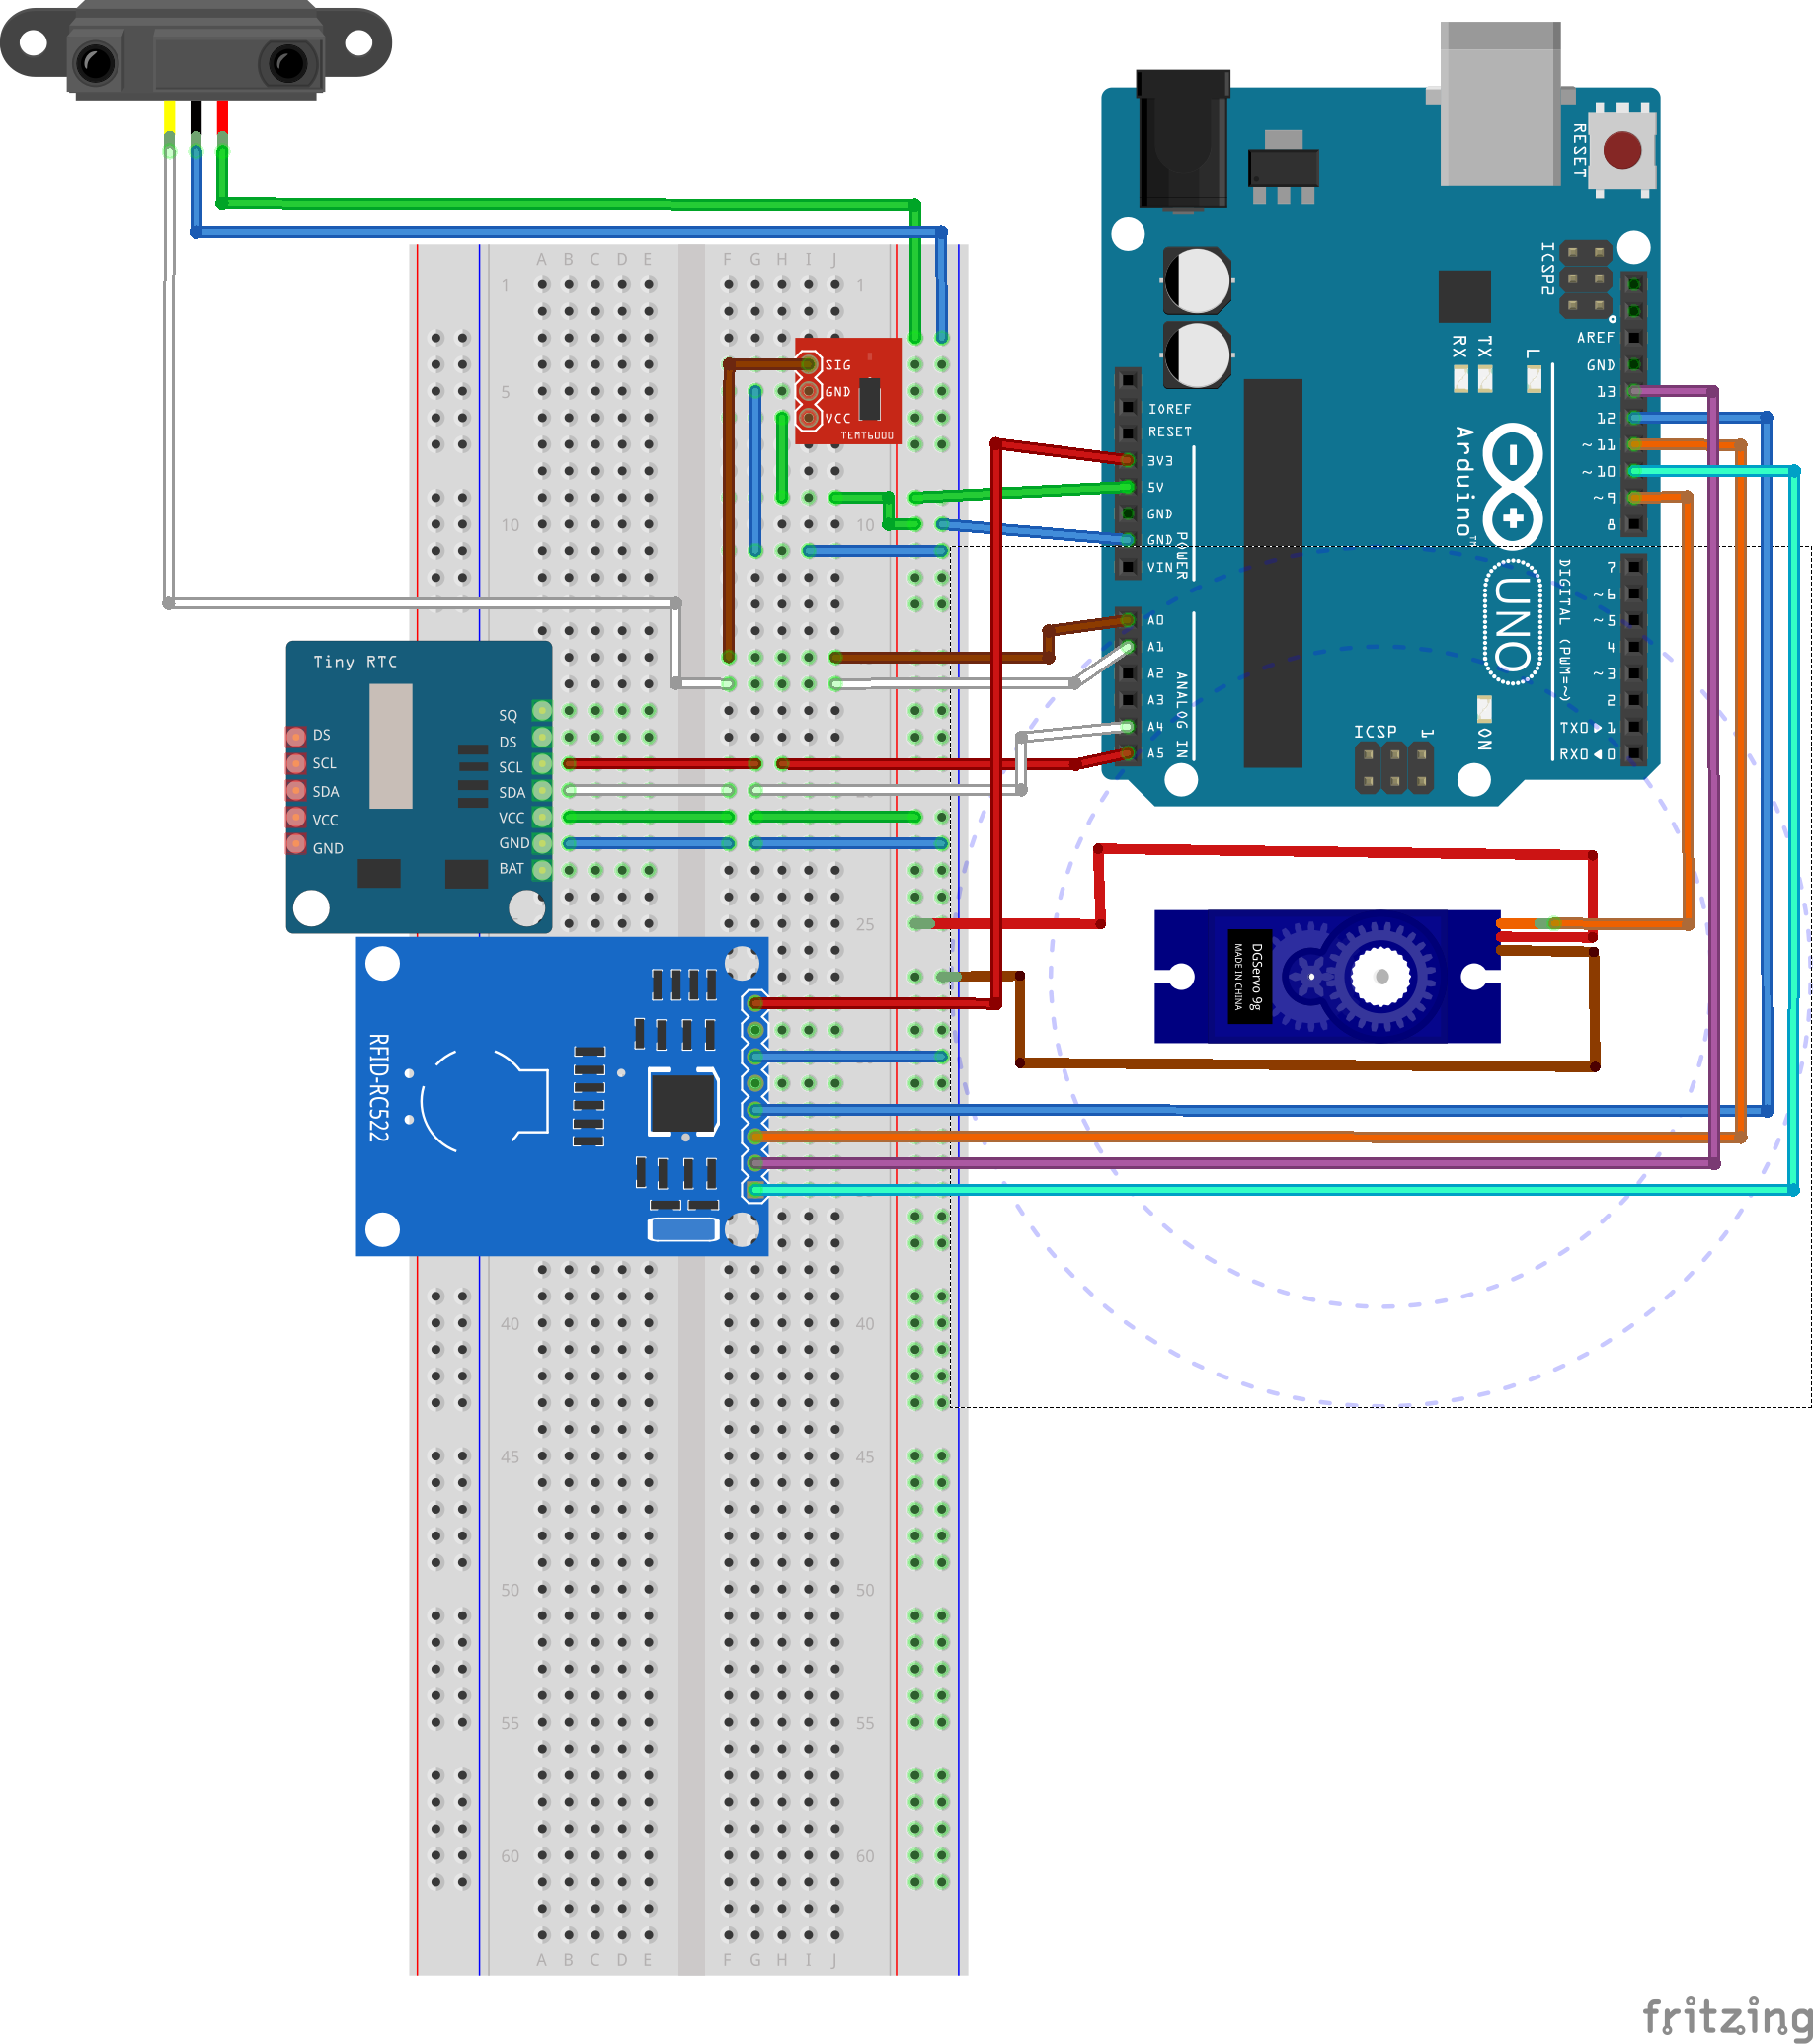 RESET
ICSP2
A B C D E F G H I J
1 1
AREF
GND
RX TX L
SIG
5 GND
VCC
TEMT6000
13
12
~11
~10
~9
8
IOREF
RESET
3V3
5V
GND
GND
VIN
POWER
Arduino
TM
10 10
UNO
DIGITAL (PWM=~)
7
~6
~5
4
~3
2
TX0 1
RX0 0
A0
A1
A2
A3
A4
A5
ANALOG IN
ICSP
1
ON
Tiny RTC
SQ
DS DS
SCL SCL
SDA SDA
VCC VCC
GND GND
BAT
25
DGServo 9g
MADE IN CHINA
RFID-RC522
40 40
45 45
50 50
55 55
60 60
A B C D E F G H I J
fritzing